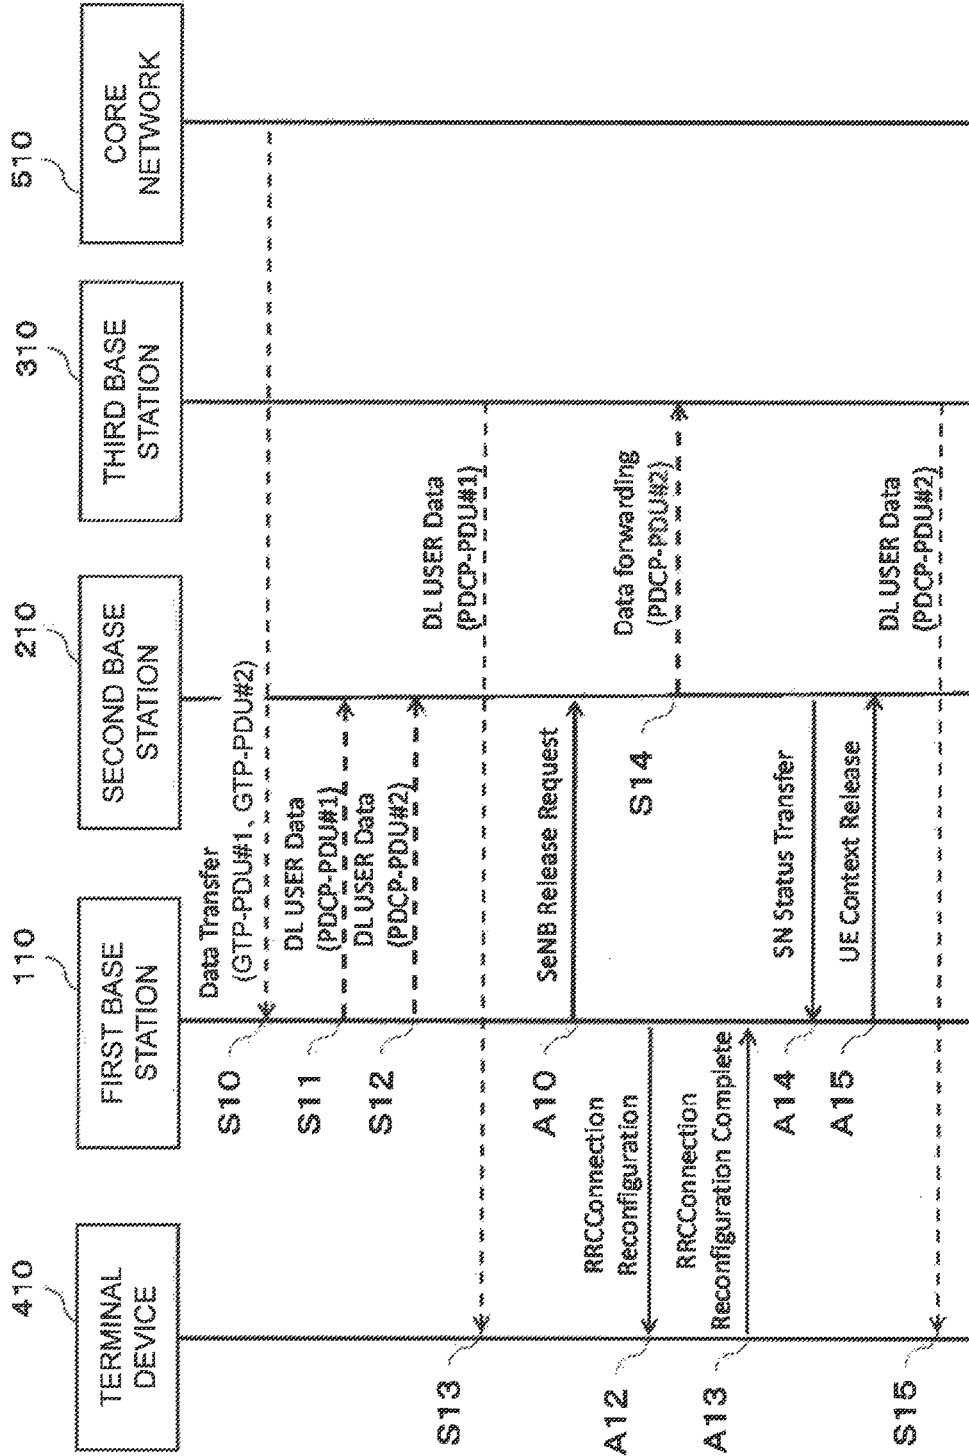 410
TERMINAL
DEVICE
110
FIRST BASE
STATION
210
SECOND BASE
STATION
310
THIRD BASE
STATION
510
CORE
NETWORK
S10
Data Transfer
(GTP-PDU#1, GTP-PDU#2)
S11
DL USER Data
(PDCP-PDU#1)
S12
DL USER Data
(PDCP-PDU#2)
S13
DL USER Data
(PDCP-PDU#1)
A10
SeNB Release Request
A12
RRCConnection
Reconfiguration
S14
Data forwarding
(PDCP-PDU#2)
A13
RRCConnection
Reconfiguration Complete
A14
SN Status Transfer
A15
UE Context Release
S15
DL USER Data
(PDCP-PDU#2)